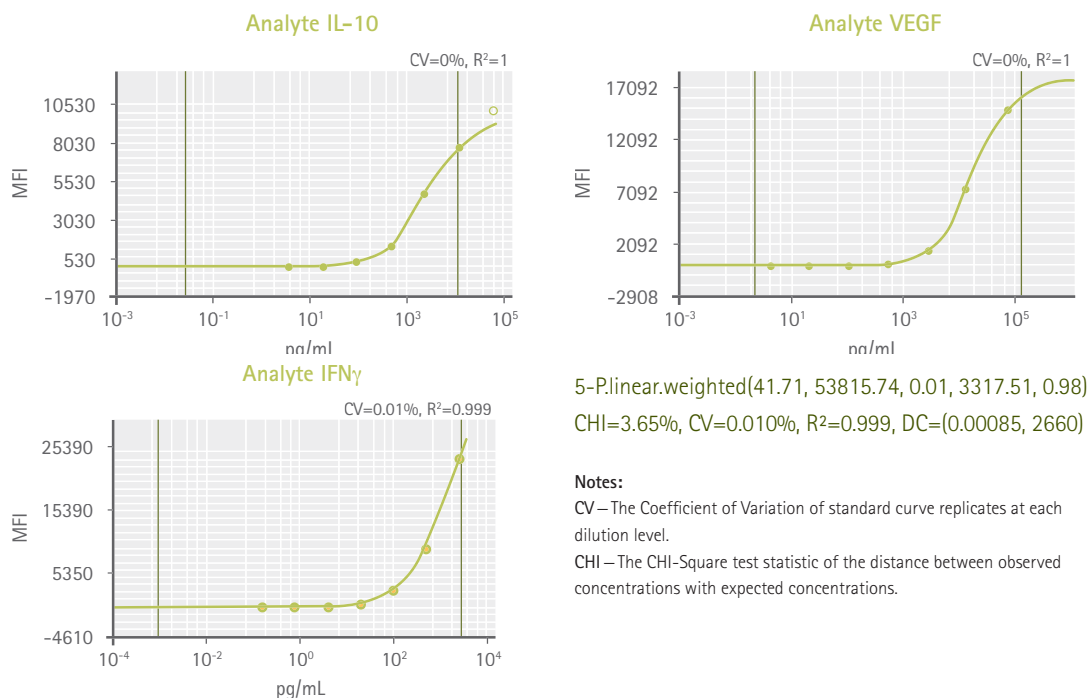 Analyte IL-10
CV=0%, R²=1
10530
8030
5530
3030
530
-1970
MFI
10⁻³ 10⁻¹ 10¹ 10³ 10⁵
pg/mL
Analyte VEGF
CV=0%, R²=1
17092
12092
7092
2092
-2908
MFI
10⁻³ 10¹ 10³ 10⁵
pg/mL
Analyte IFNγ
CV=0.01%, R²=0.999
25390
15390
5350
-4610
MFI
10⁻⁴ 10⁻² 10⁰ 10² 10⁴
pg/mL
5-P.linear.weighted(41.71, 53815.74, 0.01, 3317.51, 0.98)
CHI=3.65%, CV=0.010%, R²=0.999, DC=(0.00085, 2660)
Notes:
CV – The Coefficient of Variation of standard curve replicates at each
dilution level.
CHI – The CHI-Square test statistic of the distance between observed
concentrations with expected concentrations.